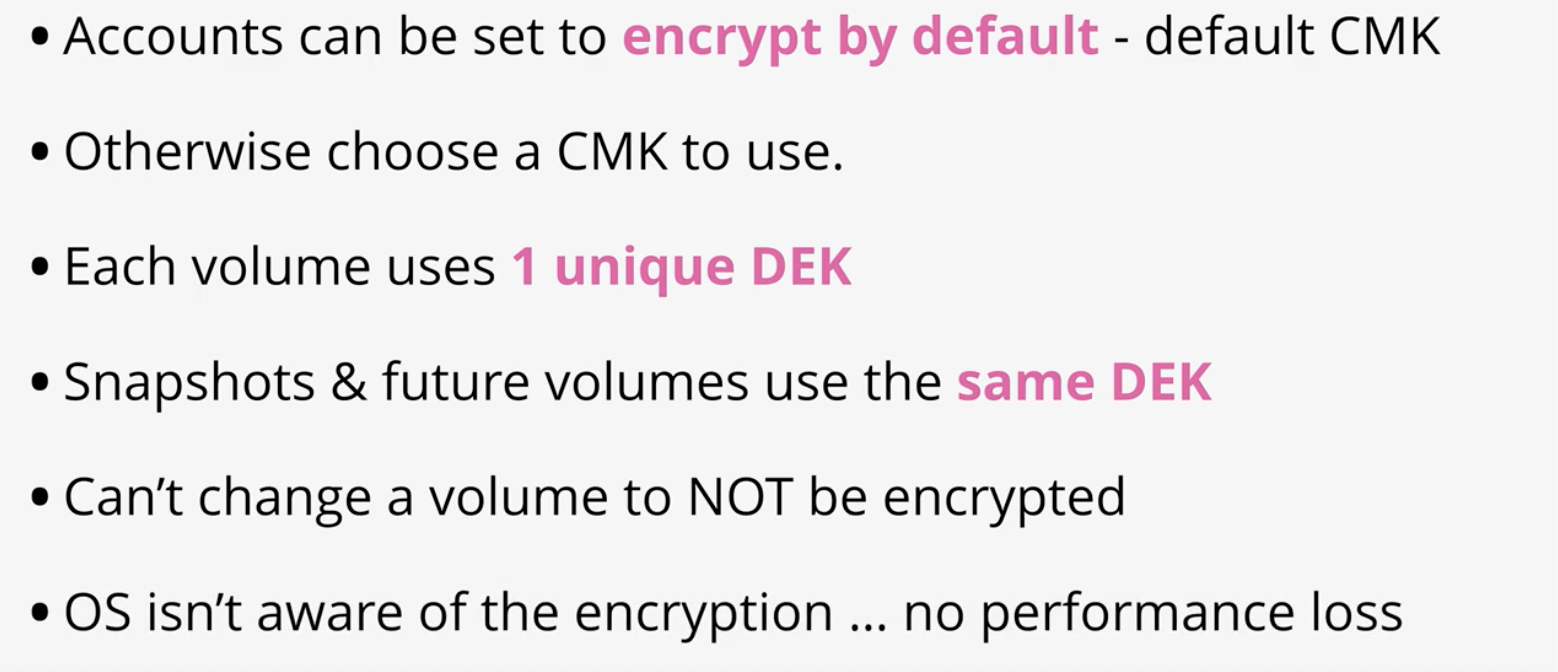 • Accounts can be set to encrypt by default - default CMK
• Otherwise choose a CMK to use.
• Each volume uses 1 unique DEK
• Snapshots & future volumes use the same DEK
• Can’t change a volume to NOT be encrypted
• OS isn’t aware of the encryption … no performance loss